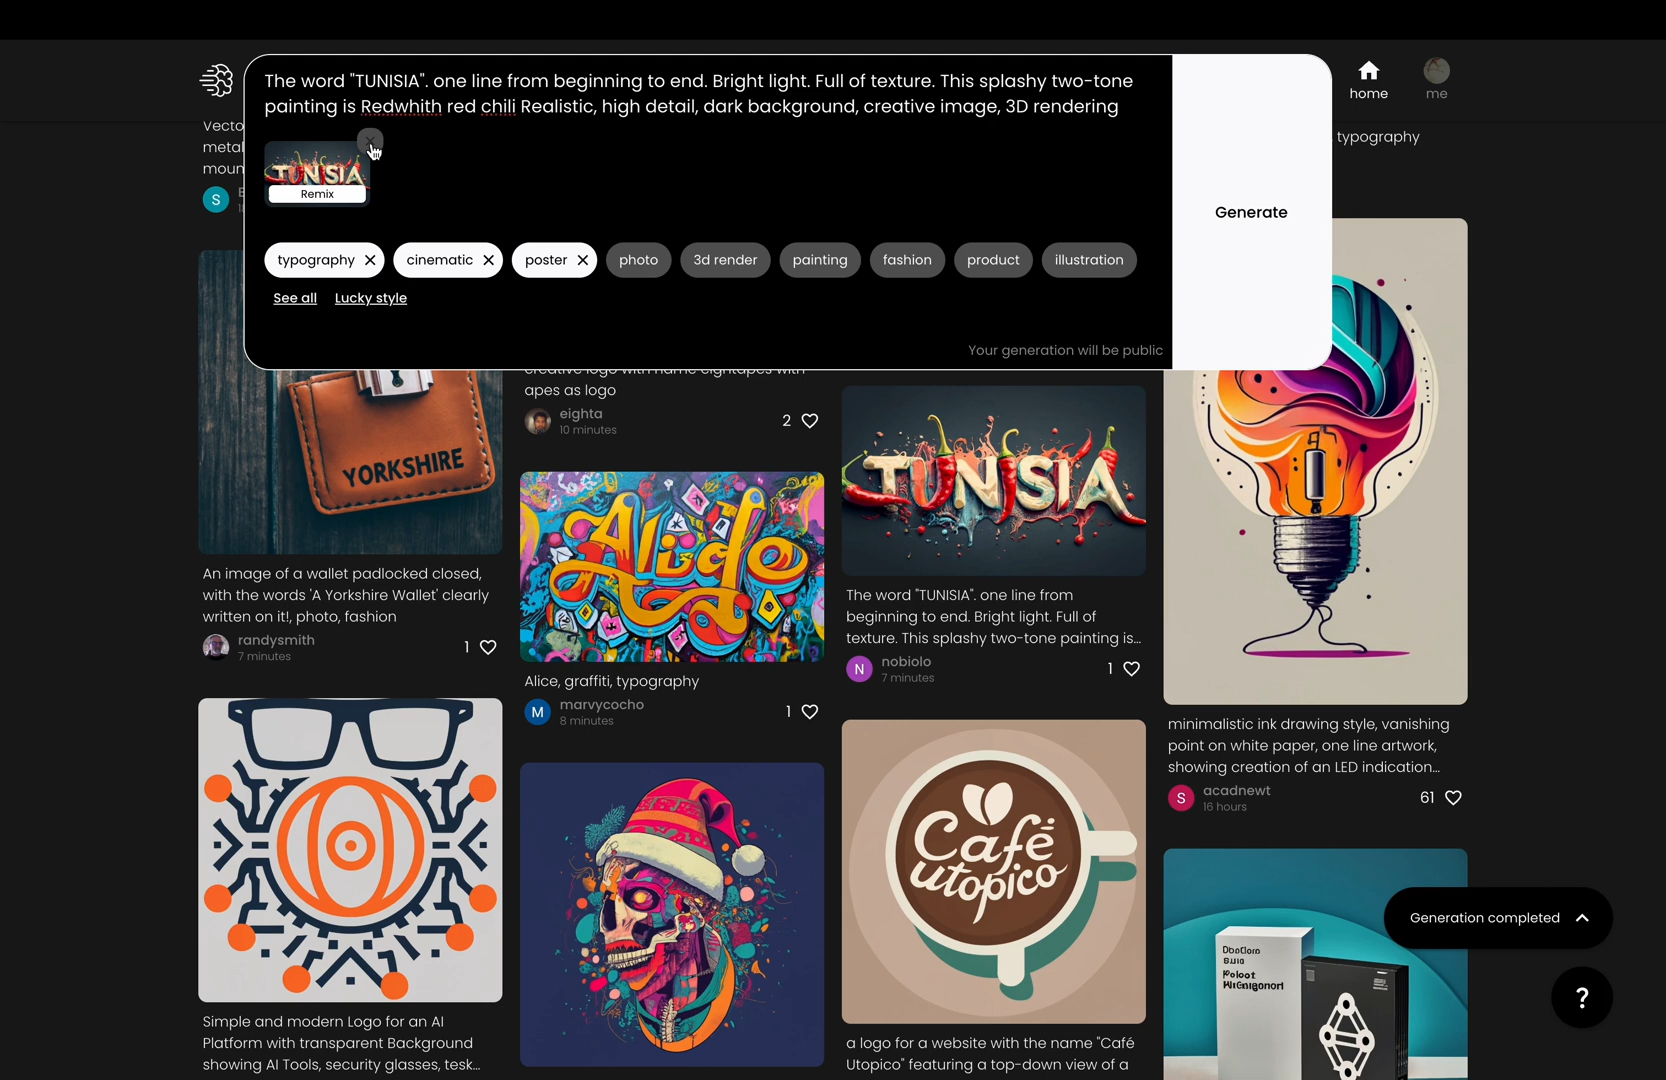 The word "TUNISIA". one line from beginning to end. Bright light. Full of texture. This splashy two-tone
painting is Redwhith red chili Realistic, high detail, dark background, creative image, 3D rendering
TUNISIA
Remix
typography
cinematic
poster
photo
3d render
painting
fashion
product
illustration
See all
Lucky style
Your generation will be public
Generate
home
me
Vecto
metal
moun
S
typography
YORKSHIRE
An image of a wallet padlocked closed,
with the words 'A Yorkshire Wallet' clearly
written on it!, photo, fashion
randysmith
7 minutes
1
Simple and modern Logo for an AI
Platform with transparent Background
showing AI Tools, security glasses, tesk...
creative logo with name eightapes with
apes as logo
eighta
10 minutes
2
Alice, graffiti, typography
M
marvycocho
8 minutes
1
TUNISIA
The word "TUNISIA". one line from
beginning to end. Bright light. Full of
texture. This splashy two-tone painting is...
N
nobiolo
7 minutes
1
Café
utopico
a logo for a website with the name "Café
Utopico" featuring a top-down view of a
minimalistic ink drawing style, vanishing
point on white paper, one line artwork,
showing creation of an LED indication...
S
acadnewt
16 hours
61
Generation completed
?